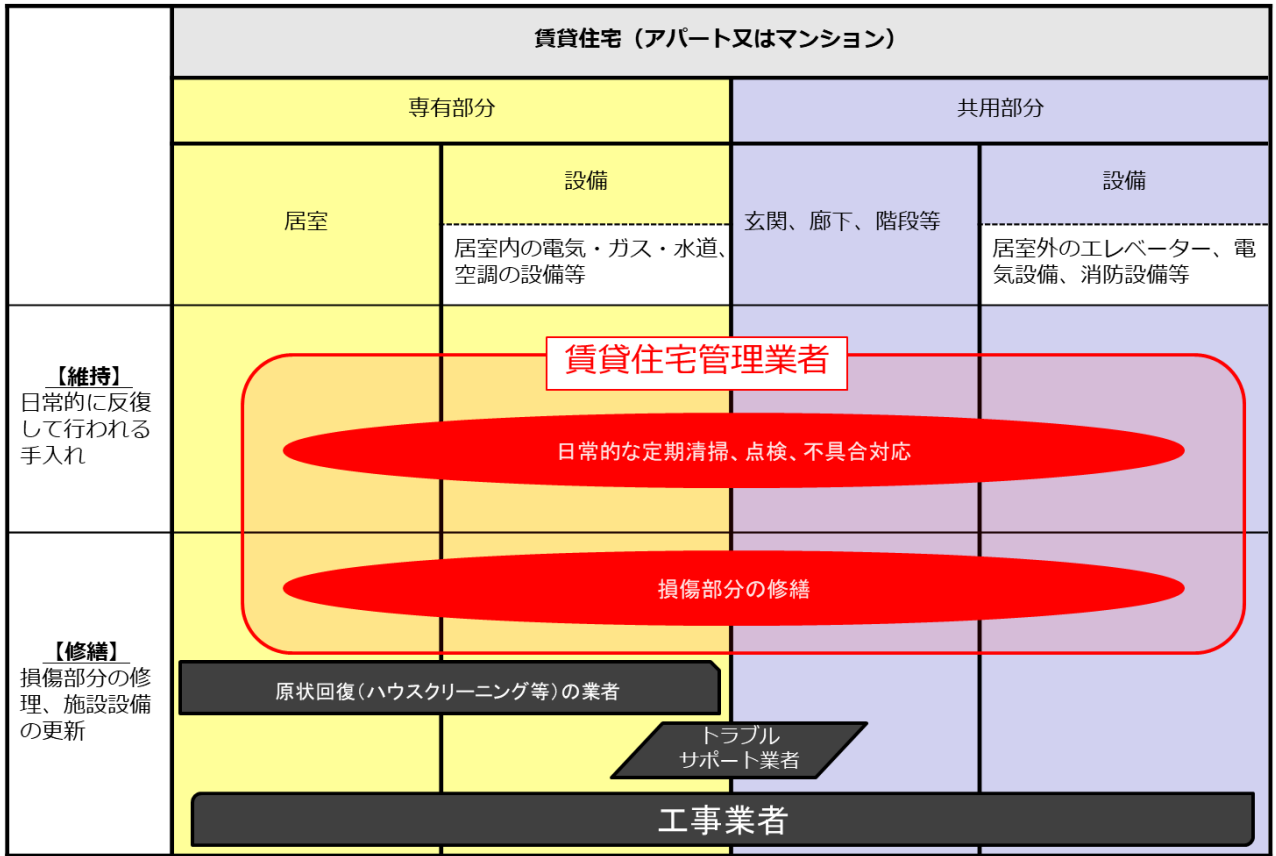 賃貸住宅（アパート又はマンション）
専有部分
共用部分
居室
設備
居室内の電気・ガス・水道、
空調の設備等
玄関、廊下、階段等
設備
居室外のエレベーター、電
気設備、消防設備等
【維持】
日常的に反復
して行われる
手入れ
賃貸住宅管理業者
日常的な定期清掃、点検、不具合対応
【修繕】
損傷部分の修
理、施設設備
の更新
損傷部分の修繕
原状回復（ハウスクリーニング等）の業者
トラブル
サポート業者
工事業者